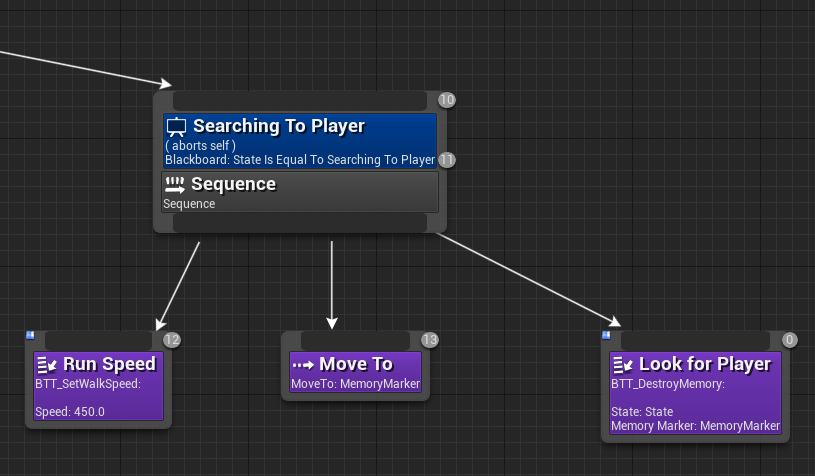 10
Searching To Player
( aborts self )
Blackboard: State Is Equal To Searching To Player
11
Sequence
Sequence
12
Run Speed
BTT_SetWalkSpeed:
Speed: 450.0
13
Move To
MoveTo: MemoryMarker
0
Look for Player
BTT_DestroyMemory:
State: State
Memory Marker: MemoryMarker